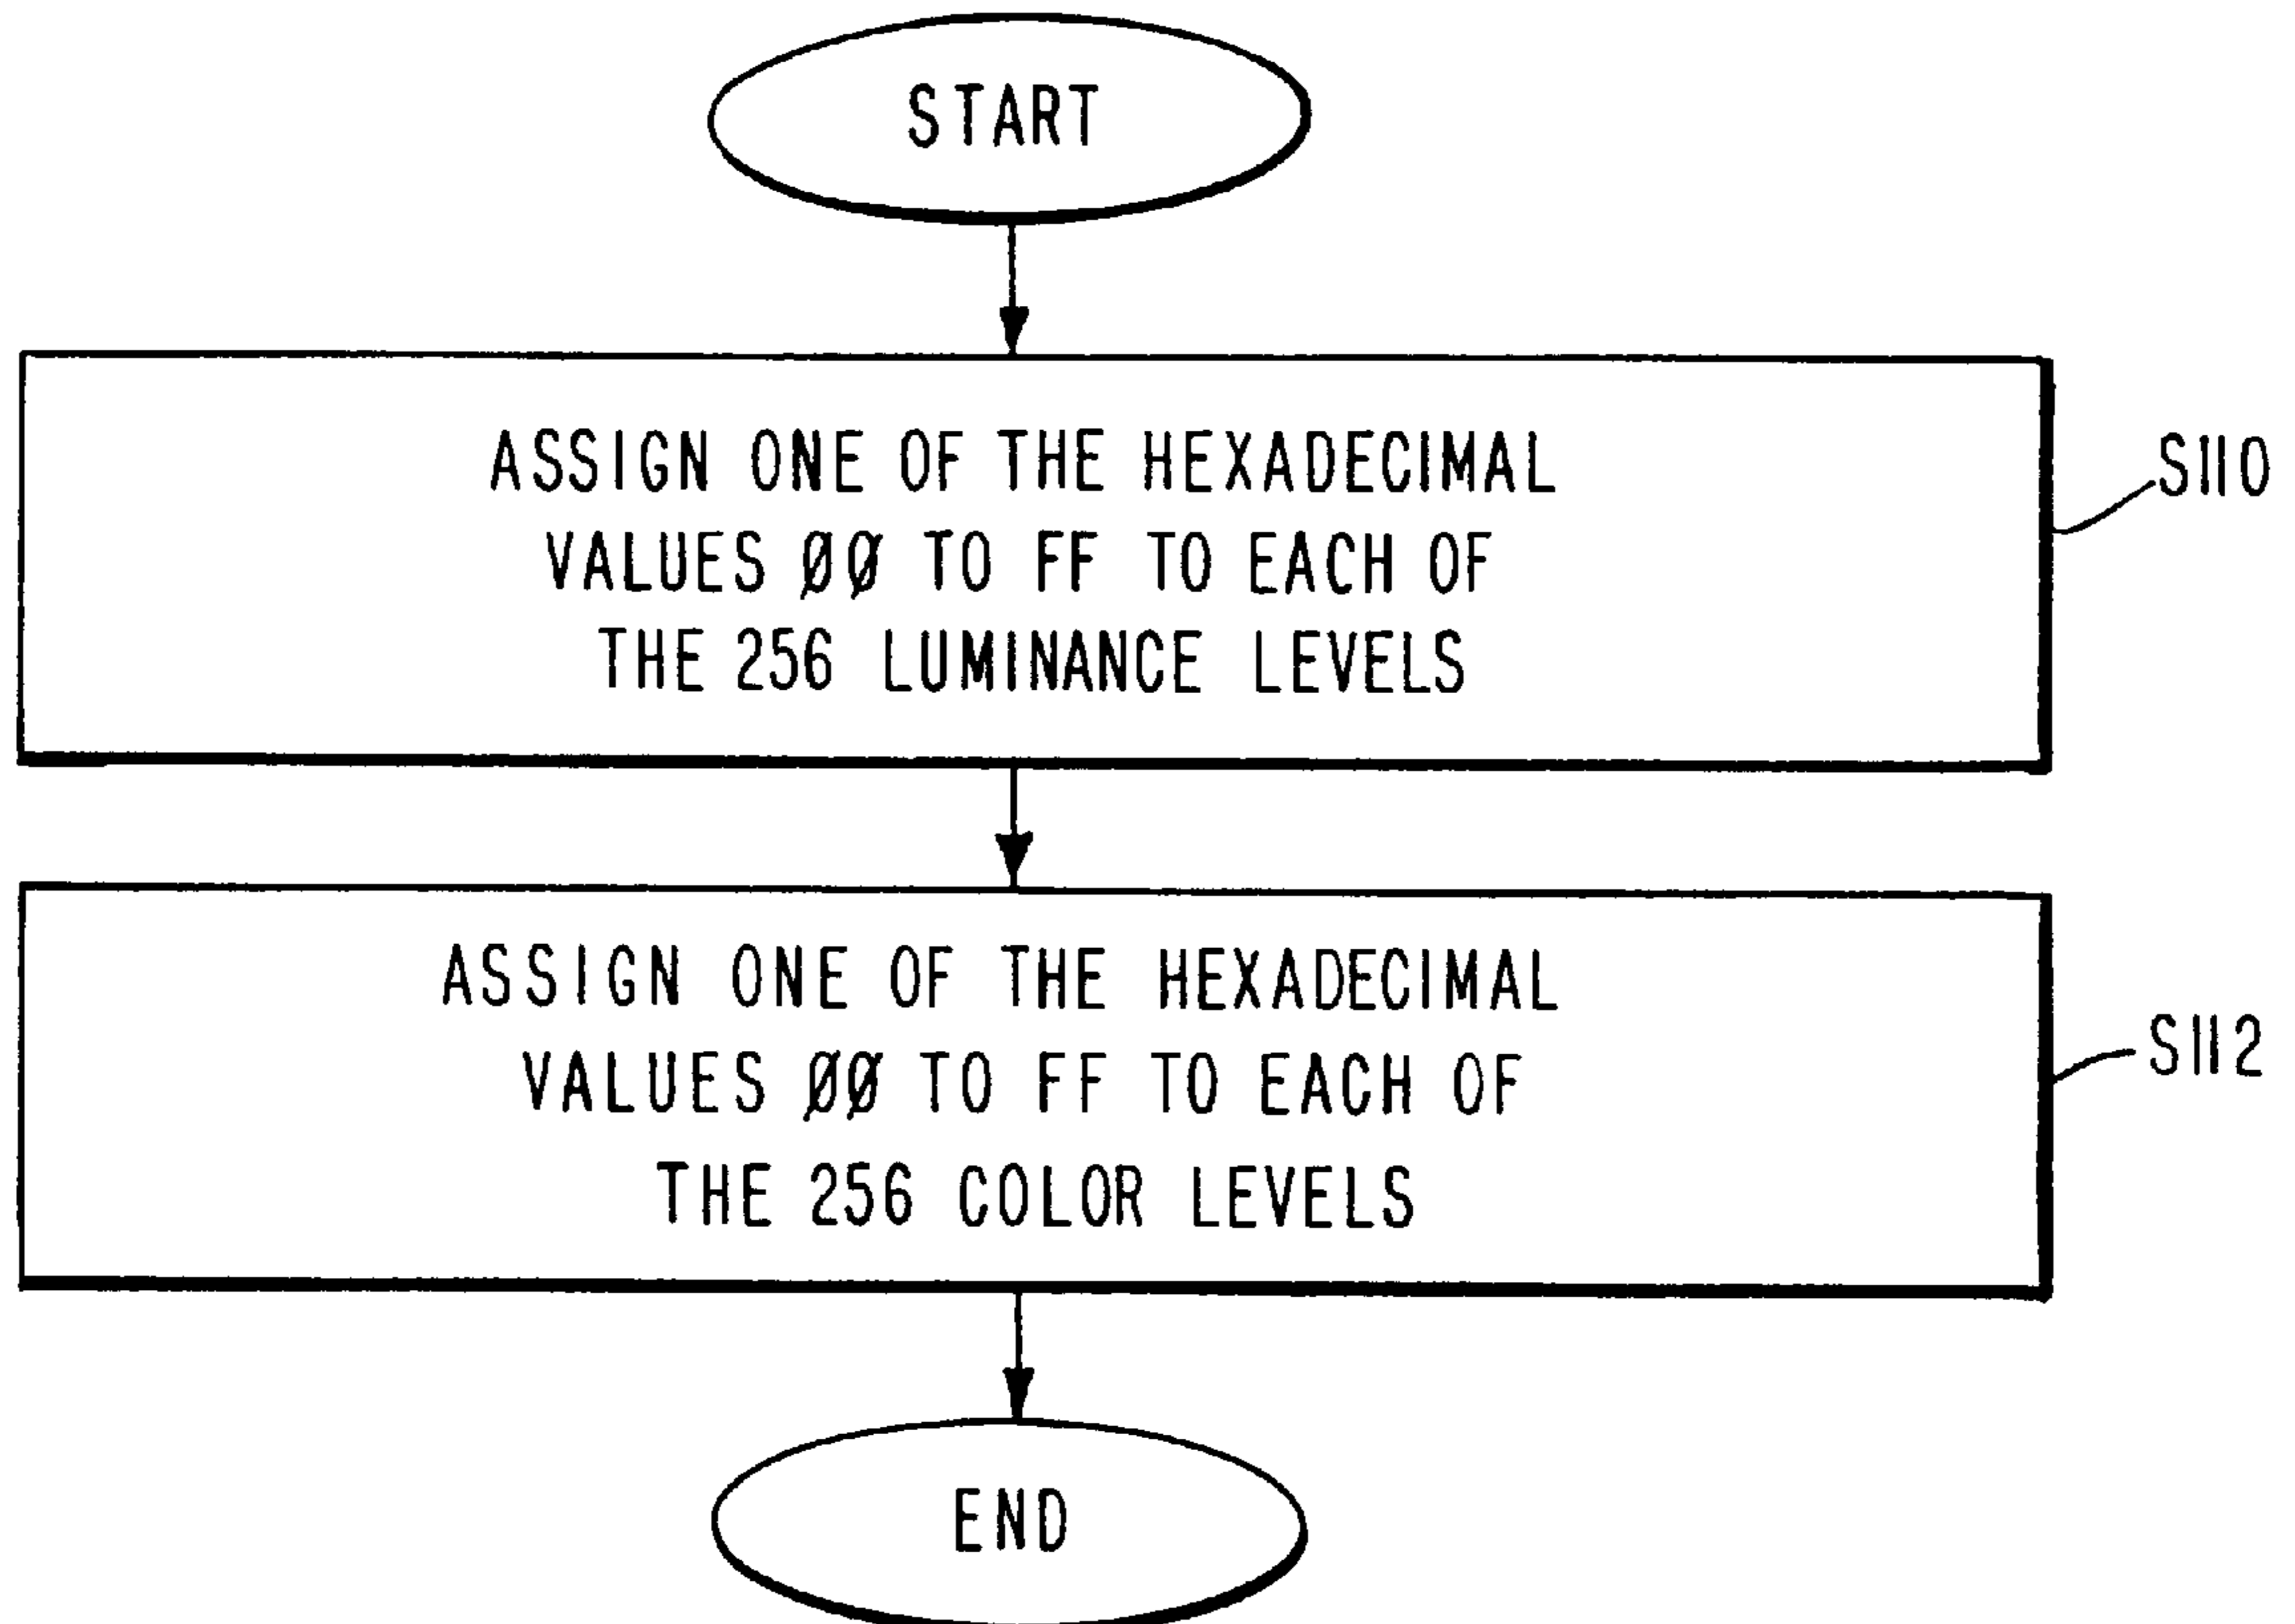 START
ASSIGN ONE OF THE HEXADECIMAL
VALUES ØØ TO FF TO EACH OF
THE 256 LUMINANCE LEVELS
S110
ASSIGN ONE OF THE HEXADECIMAL
VALUES ØØ TO FF TO EACH OF
THE 256 COLOR LEVELS
S112
END